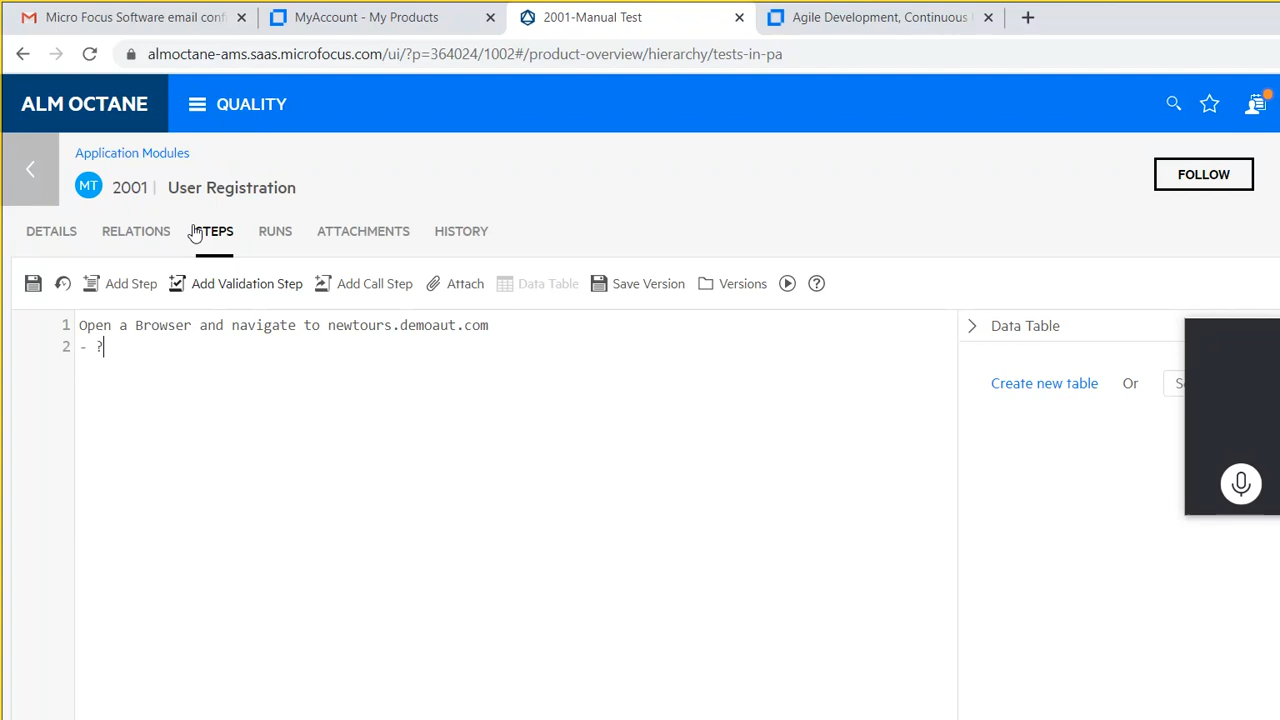 Micro Focus Software email conf
MyAccount - My Products
2001-Manual Test
Agile Development, Continuous
almoctane-ams.saas.microfocus.com/ui/?p=364024/1002#/product-overview/hierarchy/tests-in-pa
ALM OCTANE
QUALITY
Application Modules
MT 2001 | User Registration
FOLLOW
DETAILS RELATIONS STEPS RUNS ATTACHMENTS HISTORY
Add Step Add Validation Step Add Call Step Attach Data Table Save Version Versions
1 Open a Browser and navigate to newtours.demoaut.com
2 - ?
Data Table
Create new table Or